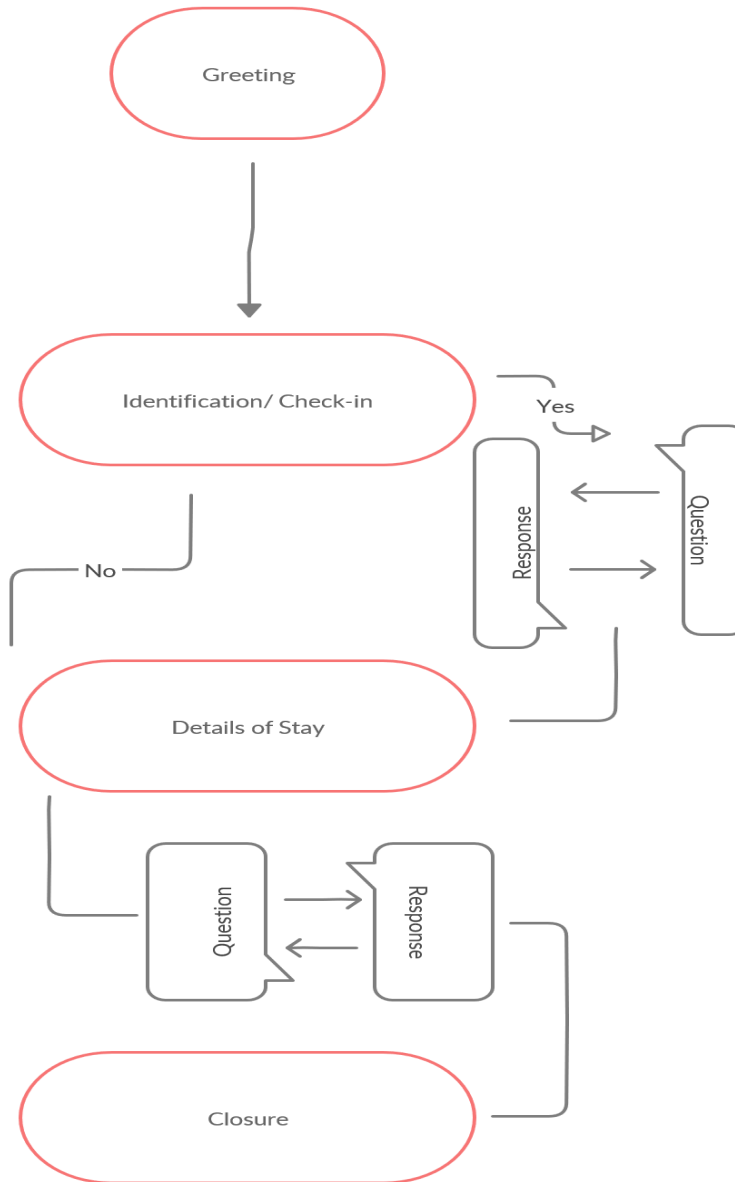 Greeting
Identification/ Check-in
Yes
Response
Question
No
Details of Stay
Question
Response
Closure